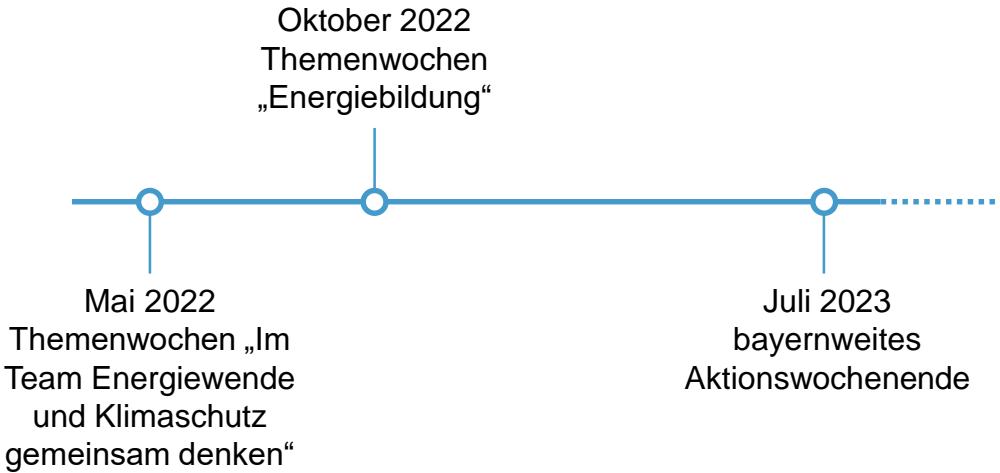 Oktober 2022
Themenwochen
„Energiebildung“
Mai 2022
Themenwochen „Im
Team Energiewende
und Klimaschutz
gemeinsam denken“
Juli 2023
bayernweites
Aktionswochenende